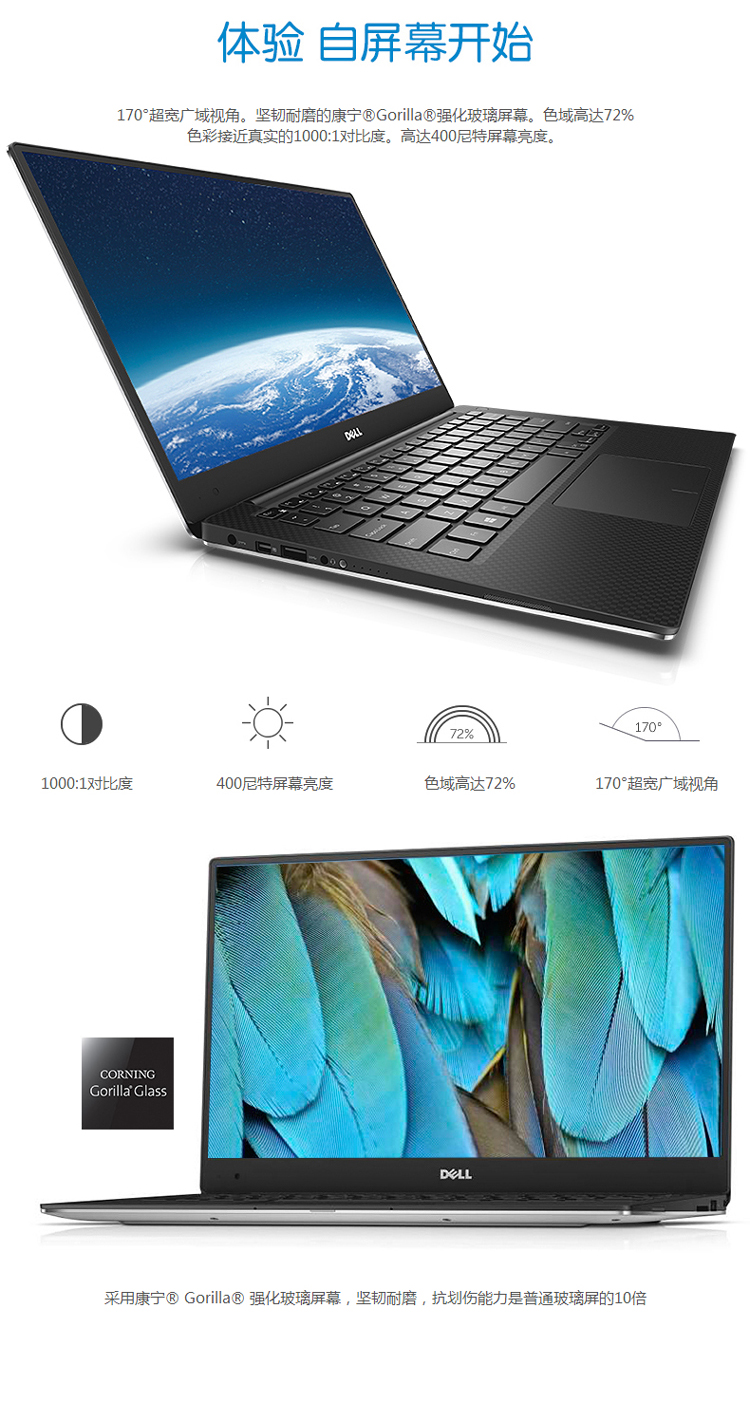 体验 自屏幕开始
170°超宽广域视角。坚韧耐磨的康宁®Gorilla®强化玻璃屏幕。色域高达72%
色彩接近真实的1000:1对比度。高达400尼特屏幕亮度。
DELL
Tab
CapsLock
Shift
Ctrl
72%
170°
1000:1对比度
400尼特屏幕亮度
色域高达72%
170°超宽广域视角
CORNING
Gorilla® Glass
DELL
采用康宁® Gorilla® 强化玻璃屏幕，坚韧耐磨，抗划伤能力是普通玻璃屏的10倍